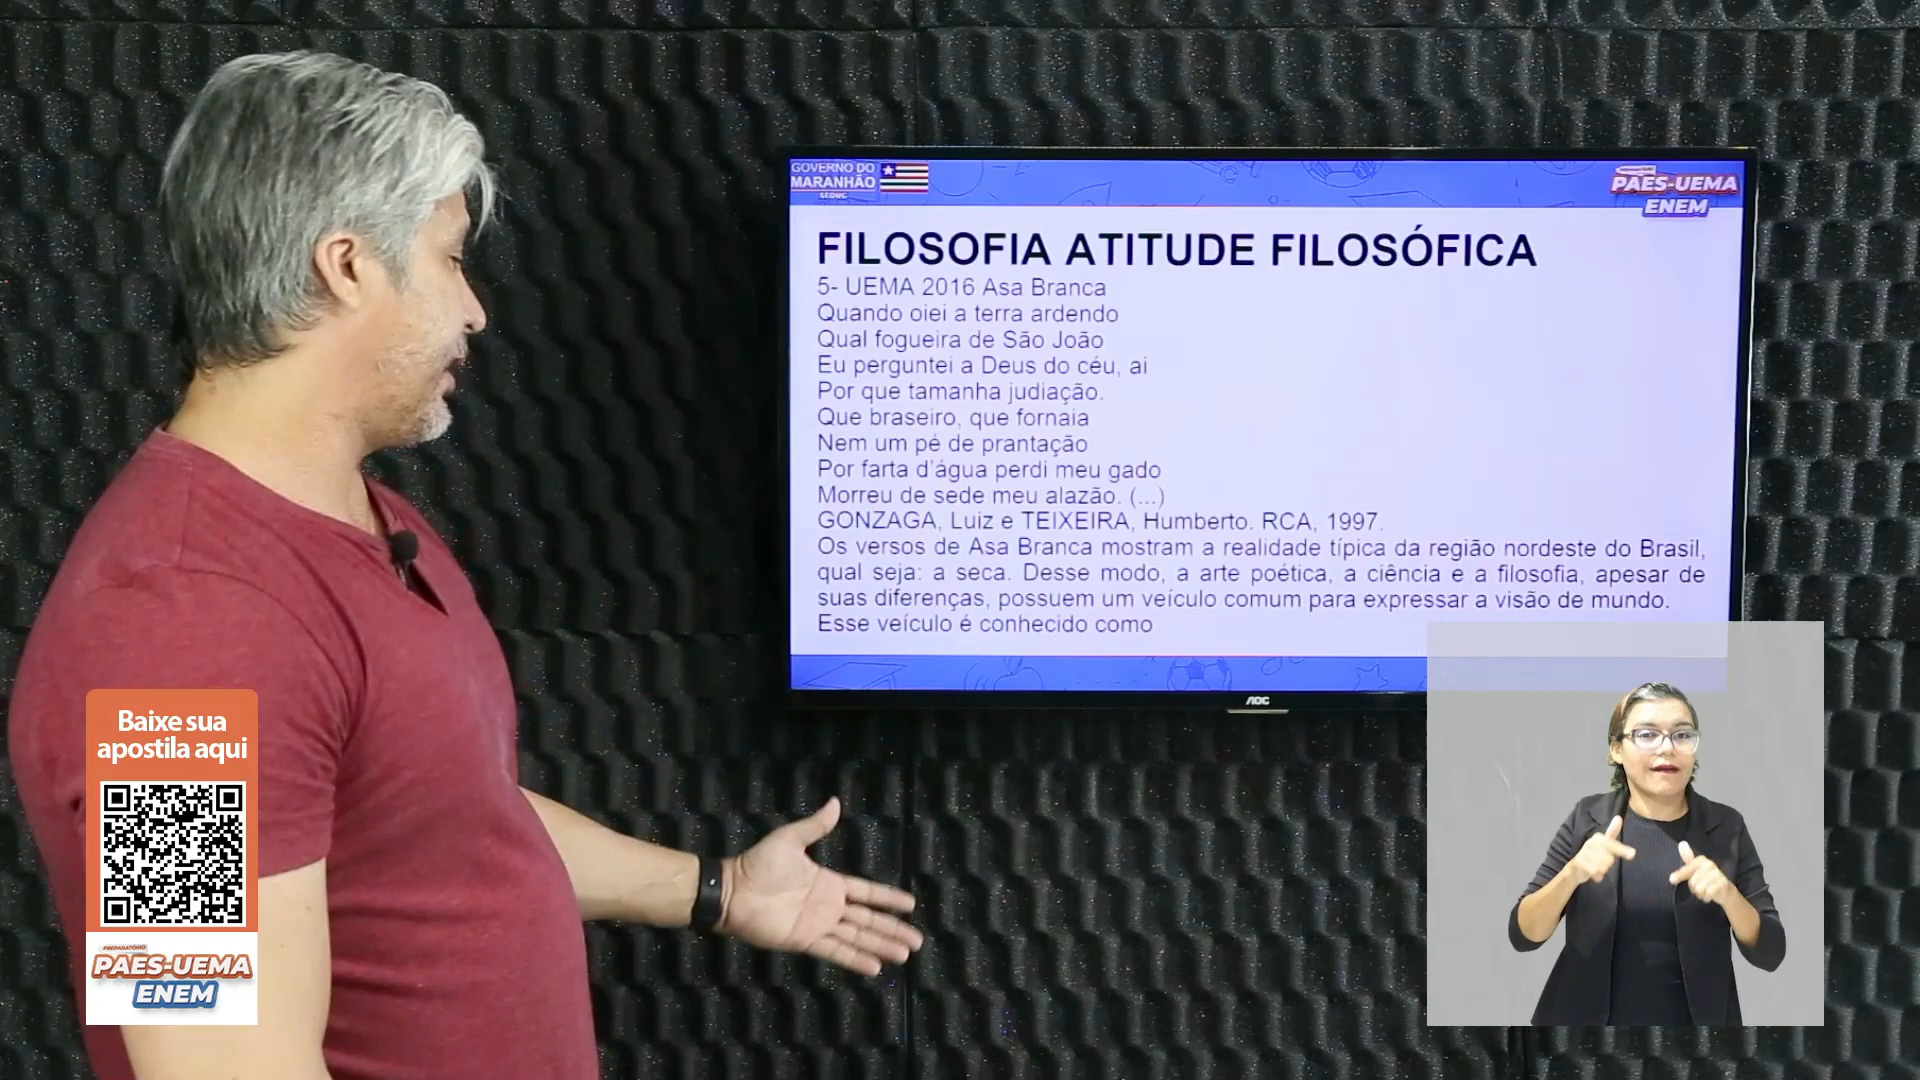 GOVERNO DO
MARANHÃO
SEDUC
PAES-UEMA
ENEM
FILOSOFIA ATITUDE FILOSÓFICA
5- UEMA 2016 Asa Branca
Quando oiei a terra ardendo
Qual fogueira de São João
Eu perguntei a Deus do céu, ai
Por que tamanha judiação.
Que braseiro, que fornaia
Nem um pé de prantação
Por farta d'água perdi meu gado
Morreu de sede meu alazão. (...)
GONZAGA, Luiz e TEIXEIRA, Humberto. RCA, 1997.
Os versos de Asa Branca mostram a realidade típica da região nordeste do Brasil,
qual seja: a seca. Desse modo, a arte poética, a ciência e a filosofia, apesar de
suas diferenças, possuem um veículo comum para expressar a visão de mundo.
Esse veículo é conhecido como
AOC
Baixe sua
apostila aqui
PREPARATÓRIO
PAES-UEMA
ENEM